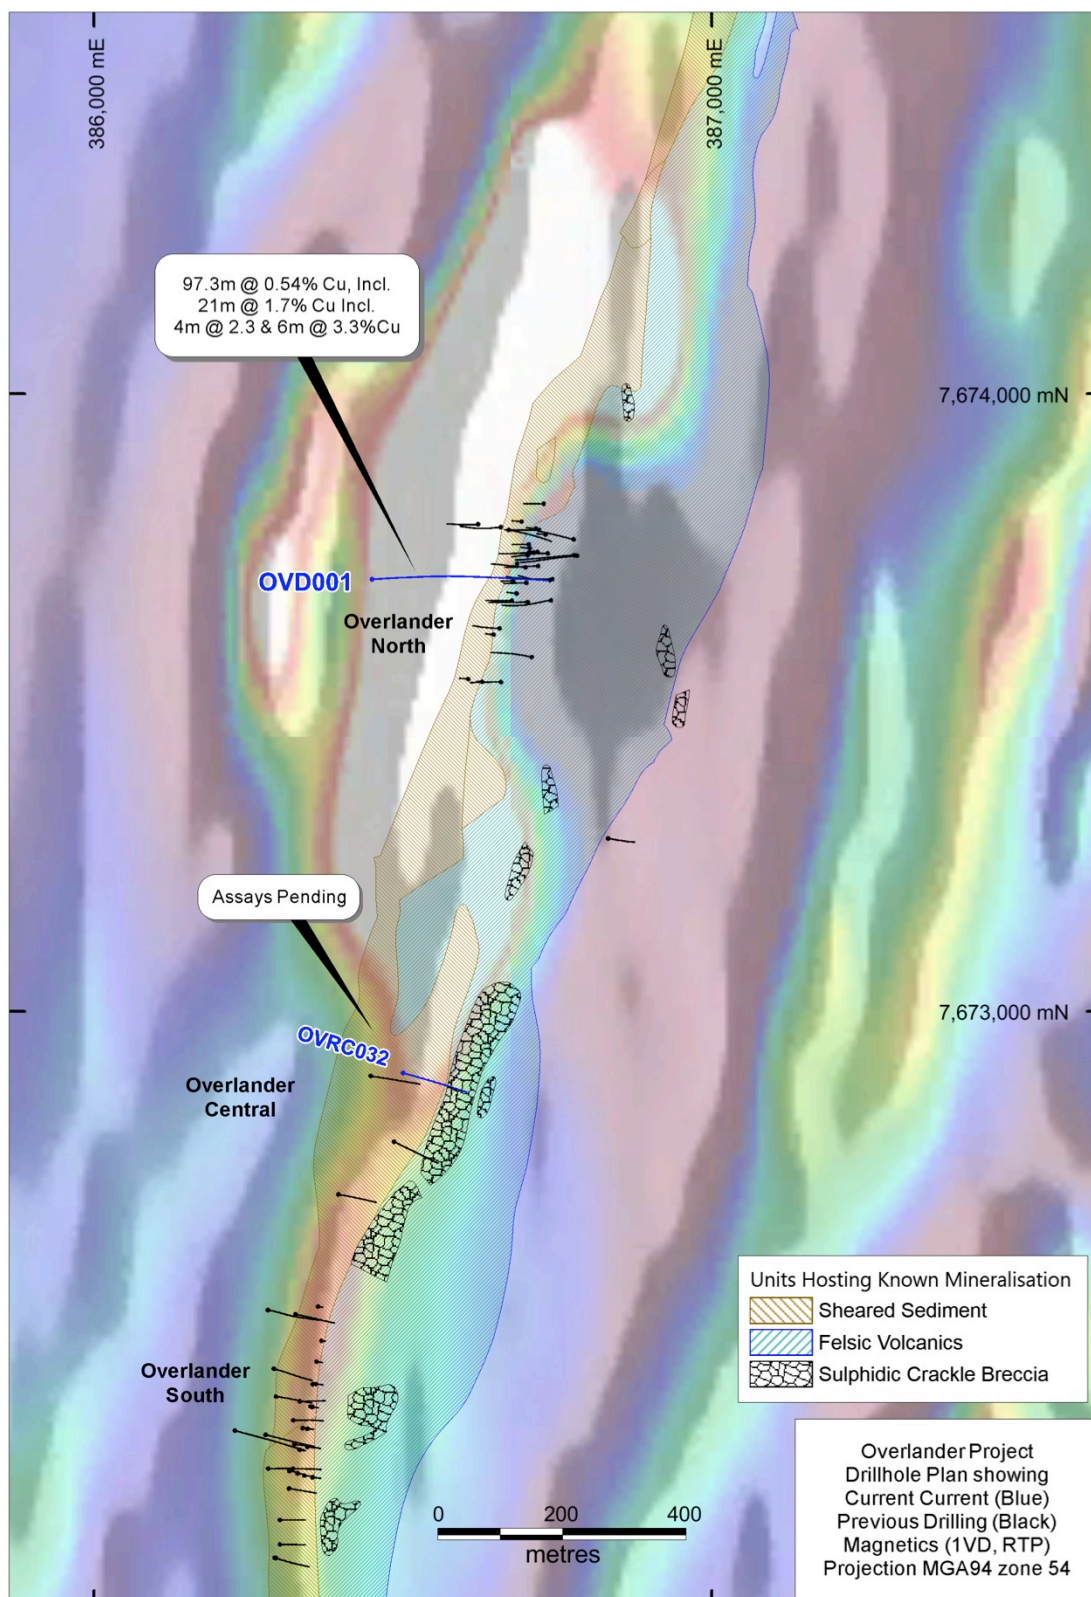 386,000 mE
387,000 mE
97.3m @ 0.54% Cu, Incl.
21m @ 1.7% Cu Incl.
4m @ 2.3 & 6m @ 3.3%Cu
7,674,000 mN
OVD001
Overlander
North
Assays Pending
7,673,000 mN
OVRC032
Overlander
Central
Overlander
South
Units Hosting Known Mineralisation
Sheared Sediment
Felsic Volcanics
Sulphidic Crackle Breccia
0
200
400
metres
Overlander Project
Drillhole Plan showing
Current Current (Blue)
Previous Drilling (Black)
Magnetics (1VD, RTP)
Projection MGA94 zone 54